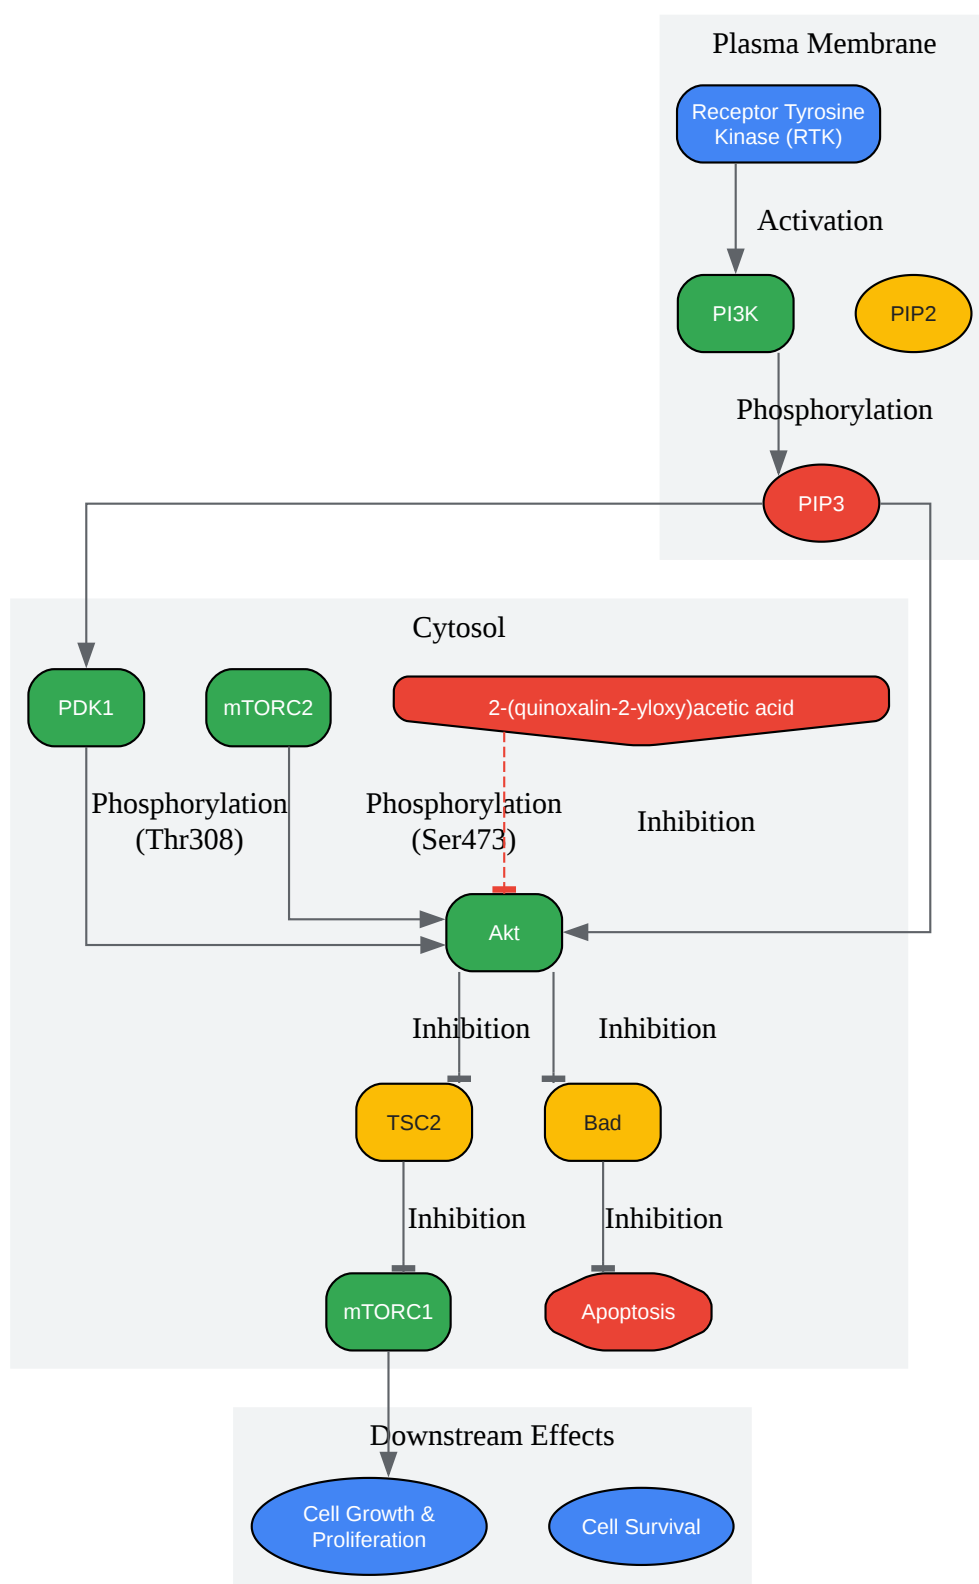 Plasma Membrane
Receptor Tyrosine
Kinase (RTK)
Activation
PI3K
PIP2
Phosphorylation
PIP3
Cytosol
PDK1
mTORC2
2-(quinoxalin-2-yloxy)acetic acid
Phosphorylation
(Thr308)
Phosphorylation
(Ser473)
Inhibition
Akt
Inhibition
Inhibition
TSC2
Bad
Inhibition
Inhibition
mTORC1
Apoptosis
Downstream Effects
Cell Growth &
Proliferation
Cell Survival